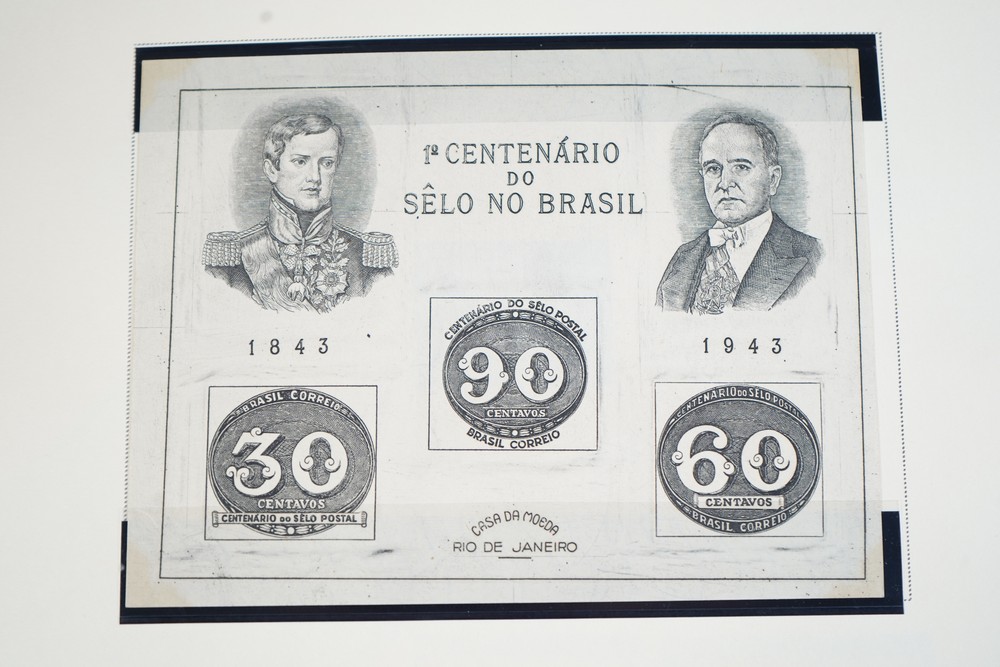 1º CENTENÁRIO
DO
SÊLO NO BRASIL
1843
1943
CENTENÁRIO DO SÊLO POSTAL
90
CENTAVOS
BRASIL CORREIO
BRASIL CORREIO
30
CENTAVOS
CENTENÁRIO DO SÊLO POSTAL
CENTENARIO DO SÊLO POSTAL
60
CENTAVOS
BRASIL CORREIO
CASA DA MOEDA
RIO DE JANEIRO